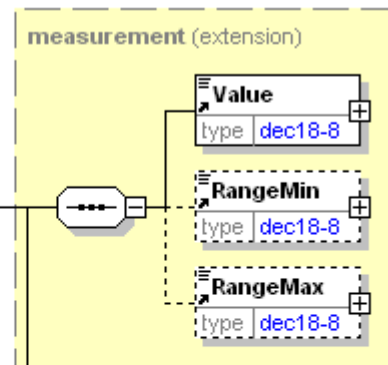 measurement (extension)
Value
type dec18-8
RangeMin
type dec18-8
RangeMax
type dec18-8